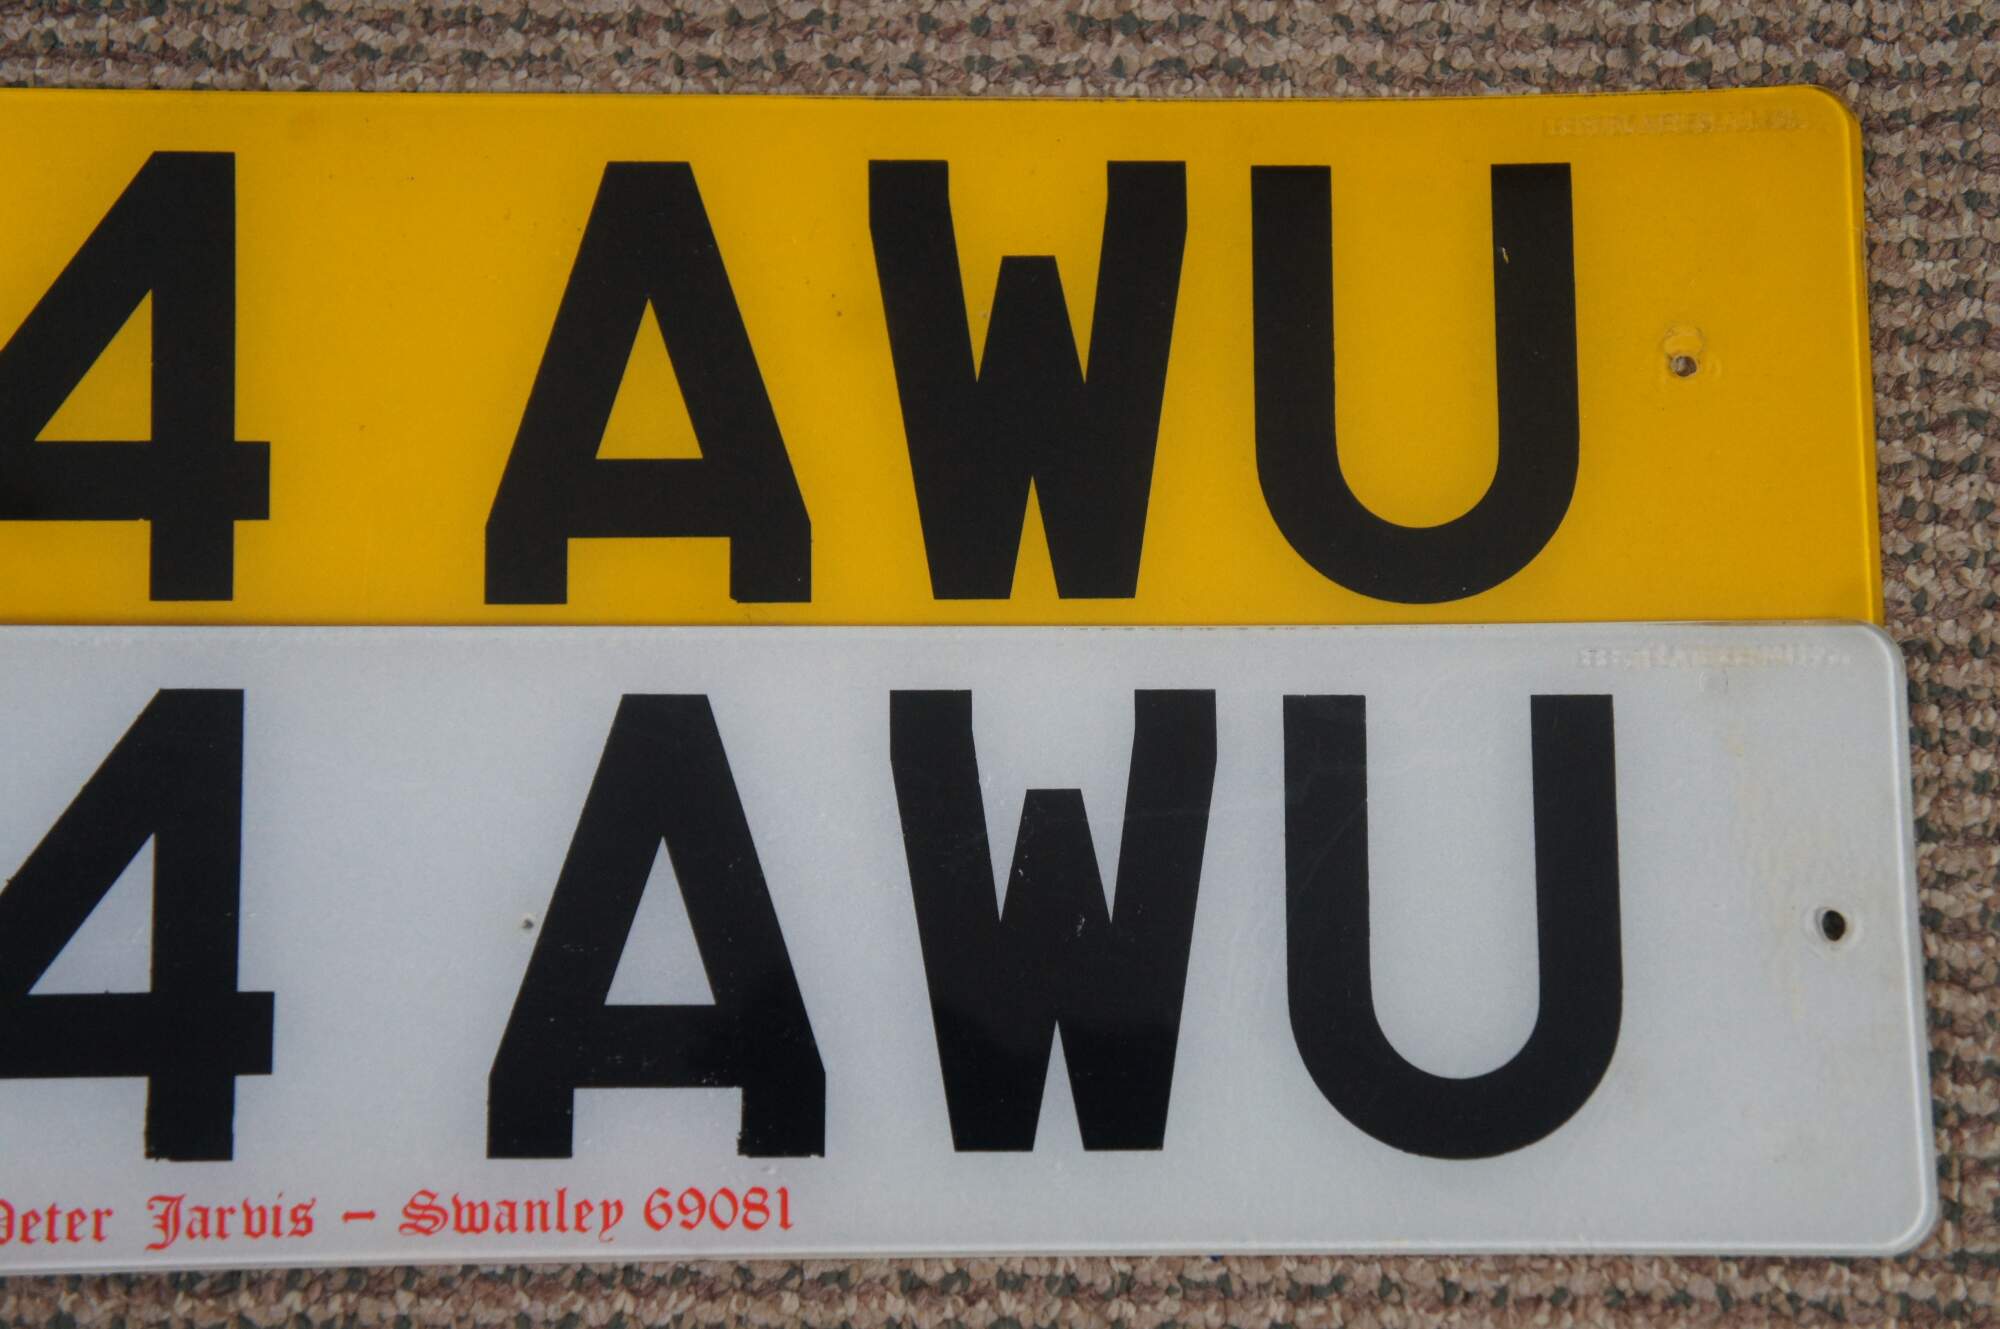 4 AWU
4 AWU
Peter Jarvis - Swanley 69081